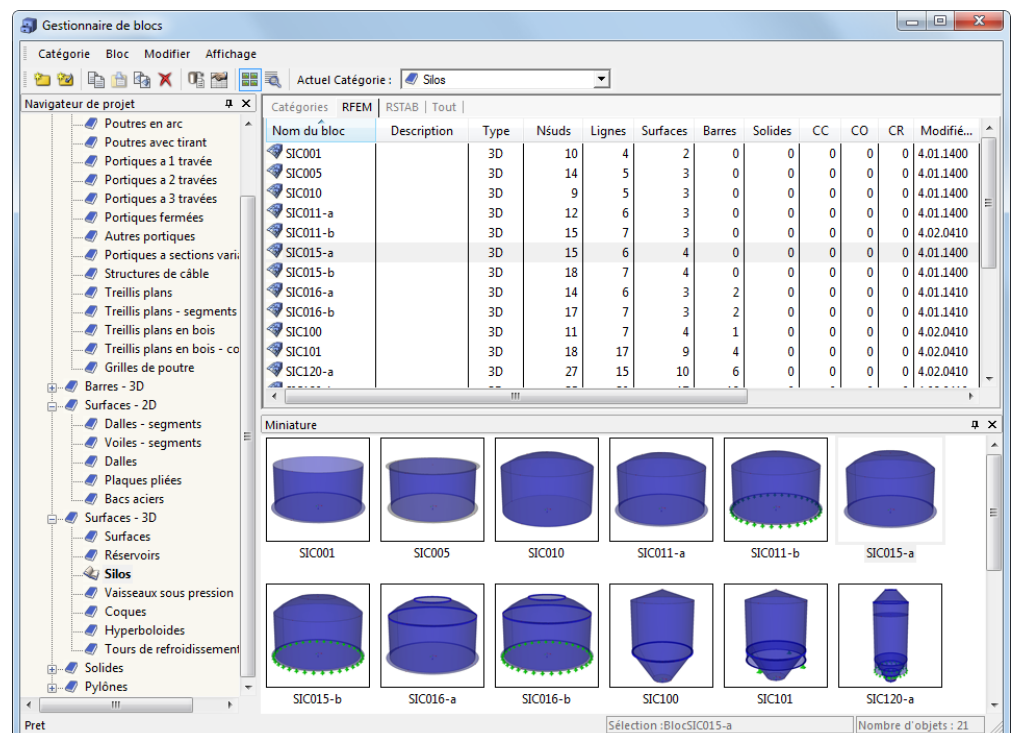 Gestionnaire de blocs
Catégorie Bloc Modifier Affichage
Actuel Catégorie : Silos
Navigateur de projet
Poutres en arc
Poutres avec tirant
Portiques a 1 travée
Portiques a 2 travées
Portiques a 3 travées
Portiques fermées
Autres portiques
Portiques a sections varia
Structures de câble
Treillis plans
Treillis plans - segments
Treillis plans en bois
Treillis plans en bois - co
Grilles de poutre
Barres - 3D
Surfaces - 2D
Dalles - segments
Voiles - segments
Dalles
Plaques pliées
Bacs aciers
Surfaces - 3D
Surfaces
Réservoirs
Silos
Vaisseaux sous pression
Coques
Hyperboloides
Tours de refroidissement
Solides
Pylônes
Catégories RFEM RSTAB Tout
Nom du bloc Description Type Nśuds Lignes Surfaces Barres Solides CC CO CR Modifié...
SIC001 3D 10 4 2 0 0 0 0 0 4.01.1400
SIC005 3D 14 5 3 0 0 0 0 0 4.01.1400
SIC010 3D 9 5 3 0 0 0 0 0 4.01.1400
SIC011-a 3D 12 6 3 0 0 0 0 0 4.01.1400
SIC011-b 3D 15 7 3 0 0 0 0 0 4.02.0410
SIC015-a 3D 15 6 4 0 0 0 0 0 4.01.1400
SIC015-b 3D 18 7 4 0 0 0 0 0 4.01.1400
SIC016-a 3D 14 6 3 2 0 0 0 0 4.01.1410
SIC016-b 3D 17 7 3 2 0 0 0 0 4.01.1410
SIC100 3D 11 7 4 1 0 0 0 0 4.02.0410
SIC101 3D 18 17 9 4 0 0 0 0 4.02.0410
SIC120-a 3D 27 15 10 6 0 0 0 0 4.02.0410
Miniature
SIC001 SIC005 SIC010 SIC011-a SIC011-b SIC015-a
SIC015-b SIC016-a SIC016-b SIC100 SIC101 SIC120-a
Pret
Sélection :BlocSIC015-a
Nombre d'objets : 21